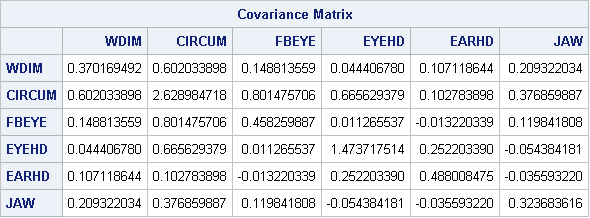 Covariance Matrix
WDIM CIRCUM FBEYE EYEHD EARHD JAW
WDIM 0.370169492 0.602033898 0.148813559 0.044406780 0.107118644 0.209322034
CIRCUM 0.602033898 2.628984718 0.801475706 0.665629379 0.102783898 0.376859887
FBEYE 0.148813559 0.801475706 0.458259887 0.011265537 -0.013220339 0.119841808
EYEHD 0.044406780 0.665629379 0.011265537 1.473717514 0.252203390 -0.054384181
EARHD 0.107118644 0.102783898 -0.013220339 0.252203390 0.488008475 -0.035593220
JAW 0.209322034 0.376859887 0.119841808 -0.054384181 -0.035593220 0.323683616